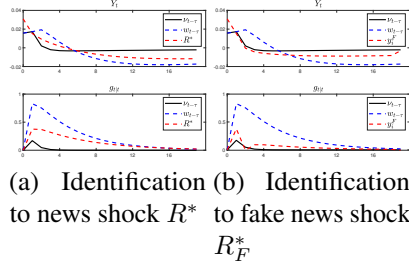 Y_t
0.04
0.02
0
-0.02
0 4 8 12 16
ν_{t-τ}
w_{t-τ}
R*
Y_t
0.04
0.02
0
-0.02
0 4 8 12 16
ν_{t-τ}
w_{t-τ}
y_t^F
g_{t|t}
1
0.5
0
0 4 8 12 16
ν_{t-τ}
w_{t-τ}
R*
g_{t|t}
1
0.5
0
0 4 8 12 16
ν_{t-τ}
w_{t-τ}
y_t^F
(a) Identification
to news shock R*
(b) Identification
to fake news shock
R_F^*